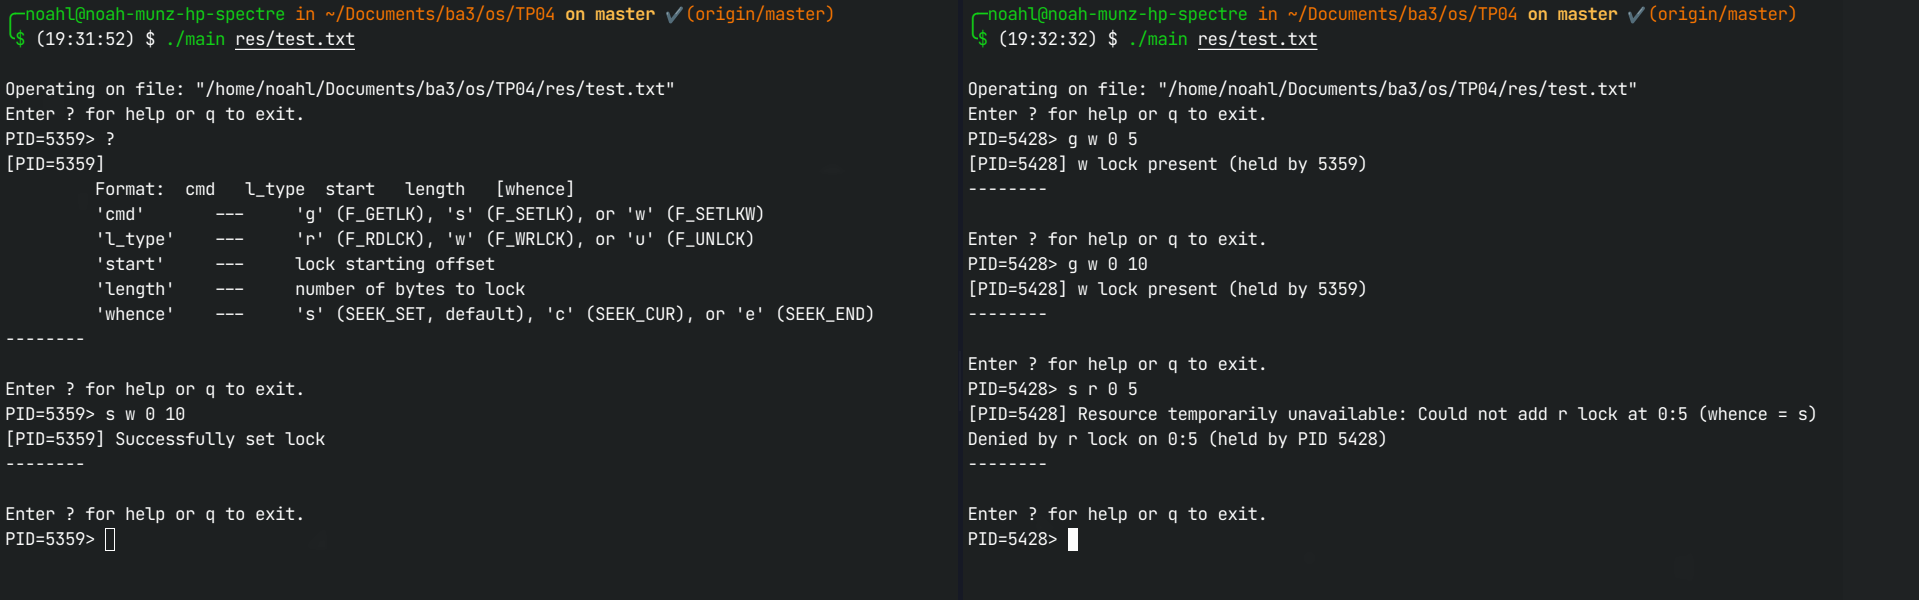 noahl@noah-munz-hp-spectre in ~/Documents/ba3/os/TP04 on master ✔(origin/master)
$ (19:31:52) $ ./main res/test.txt
Operating on file: "/home/noahl/Documents/ba3/os/TP04/res/test.txt"
Enter ? for help or q to exit.
PID=5359> ?
[PID=5359]
Format:  cmd   l_type  start   length   [whence]
'cmd'       ---     'g' (F_GETLK), 's' (F_SETLK), or 'w' (F_SETLKW)
'l_type'    ---     'r' (F_RDLCK), 'w' (F_WRLCK), or 'u' (F_UNLCK)
'start'     ---     lock starting offset
'length'    ---     number of bytes to lock
'whence'    ---     's' (SEEK_SET, default), 'c' (SEEK_CUR), or 'e' (SEEK_END)
--------
Enter ? for help or q to exit.
PID=5359> s w 0 10
[PID=5359] Successfully set lock
--------
Enter ? for help or q to exit.
PID=5359>
noahl@noah-munz-hp-spectre in ~/Documents/ba3/os/TP04 on master ✔(origin/master)
$ (19:32:32) $ ./main res/test.txt
Operating on file: "/home/noahl/Documents/ba3/os/TP04/res/test.txt"
Enter ? for help or q to exit.
PID=5428> g w 0 5
[PID=5428] w lock present (held by 5359)
--------
Enter ? for help or q to exit.
PID=5428> g w 0 10
[PID=5428] w lock present (held by 5359)
--------
Enter ? for help or q to exit.
PID=5428> s r 0 5
[PID=5428] Resource temporarily unavailable: Could not add r lock at 0:5 (whence = s)
Denied by r lock on 0:5 (held by PID 5428)
--------
Enter ? for help or q to exit.
PID=5428>